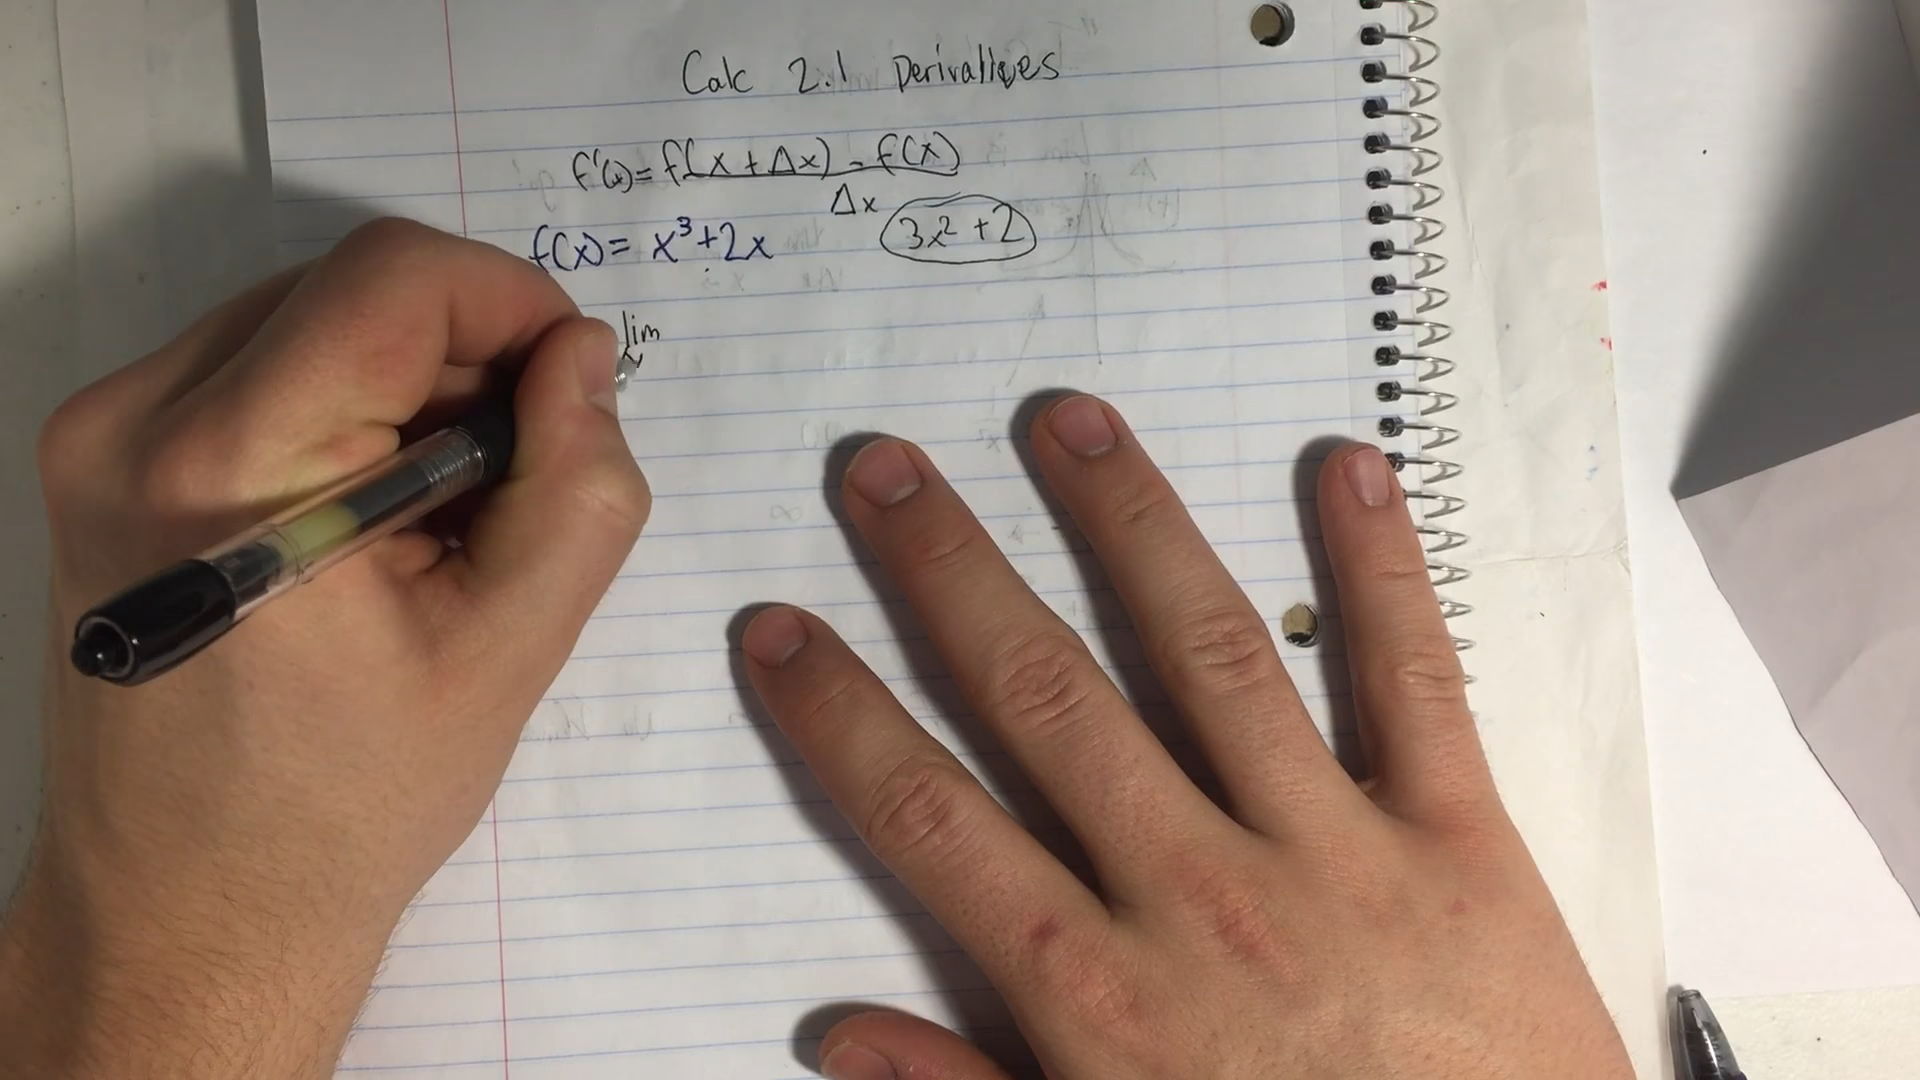 Calc 2.1 Derivatives
f'(x) = f(x + Δx) - f(x)
Δx
f(x) = x³+2x 3x² + 2
lim